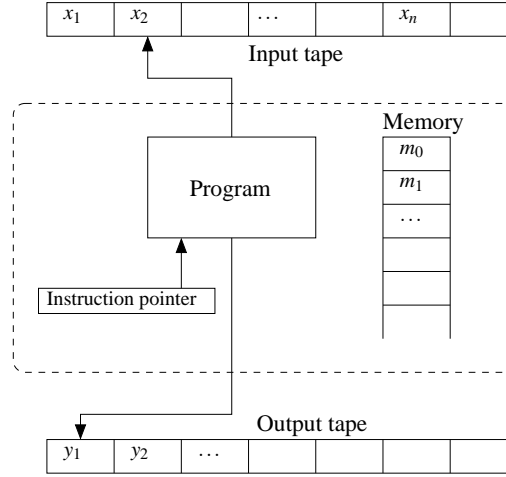 x₁ x₂ … xₙ
Input tape
Memory
m₀
Program
m₁
…
Instruction pointer
Output tape
y₁ y₂ …